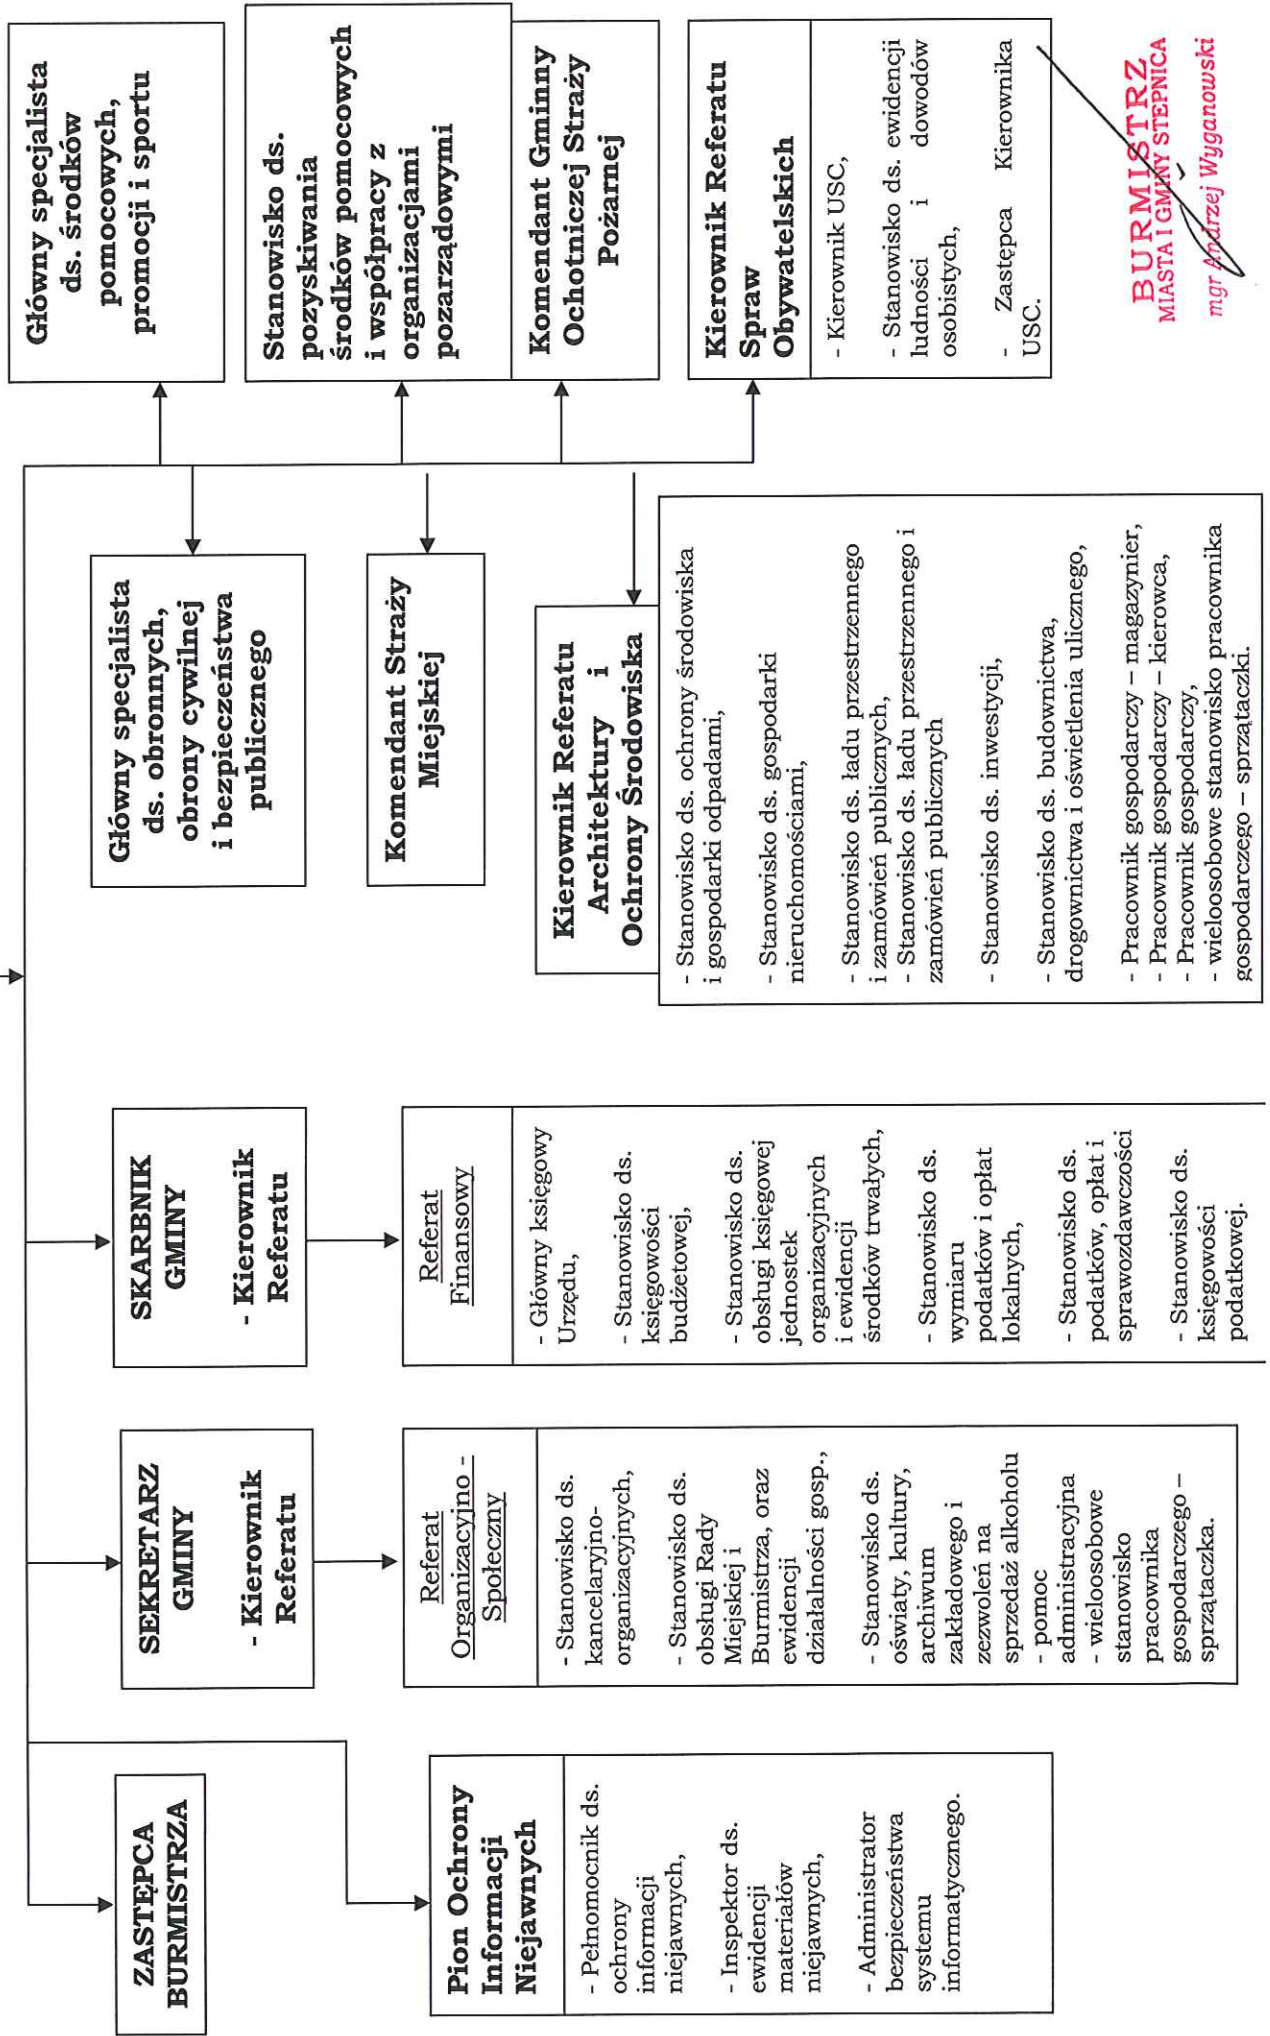 ZASTĘPCA
BURMISTRZA
Pion Ochrony
Informacji
Niejawnych
- Pełnomocnik ds.
ochrony
informacji
niejawnych,
- Inspektor ds.
ewidencji
materiałów
niejawnych,
- Administrator
bezpieczeństwa
systemu
informatycznego.
SEKRETARZ
GMINY
- Kierownik
Referatu
Referat
Organizacyjno -
Społeczny
- Stanowisko ds.
kancelaryjno-
organizacyjnych,
- Stanowisko ds.
obsługi Rady
Miejskiej i
Burmistrza, oraz
ewidencji
działalności gosp.,
- Stanowisko ds.
oświaty, kultury,
archiwum
zakładowego i
zezwoleń na
sprzedaż alkoholu
- pomoc
administracyjna
- wieloosobowe
stanowisko
pracownika
gospodarczego –
sprzątaczka.
SKARBNIK
GMINY
- Kierownik
Referatu
Referat
Finansowy
- Główny księgowy
Urzędu,
- Stanowisko ds.
księgowości
budżetowej,
- Stanowisko ds.
obsługi księgowej
jednostek
organizacyjnych
i ewidencji
środków trwałych,
- Stanowisko ds.
wymiaru
podatków i opłat
lokalnych,
- Stanowisko ds.
podatków, opłat i
sprawozdawczości
- Stanowisko ds.
księgowości
podatkowej.
Główny specjalista
ds. obronnych,
obrony cywilnej
i bezpieczeństwa
publicznego
Komendant Straży
Miejskiej
Kierownik Referatu
Architektury i
Ochrony Środowiska
- Stanowisko ds. ochrony środowiska
i gospodarki odpadami,
- Stanowisko ds. gospodarki
nieruchomościami,
- Stanowisko ds. ładu przestrzennego
i zamówień publicznych,
- Stanowisko ds. ładu przestrzennego i
zamówień publicznych
- Stanowisko ds. inwestycji,
- Stanowisko ds. budownictwa,
drogownictwa i oświetlenia ulicznego,
- Pracownik gospodarczy – magazynier,
- Pracownik gospodarczy – kierowca,
- Pracownik gospodarczy,
- wieloosobowe stanowisko pracownika
gospodarczego – sprzątaczki.
Główny specjalista
ds. środków
pomocowych,
promocji i sportu
Stanowisko ds.
pozyskiwania
środków pomocowych
i współpracy z
organizacjami
pozarządowymi
Komendant Gminny
Ochotniczej Straży
Pożarnej
Kierownik Referatu
Spraw
Obywatelskich
- Kierownik USC,
- Stanowisko ds. ewidencji
ludności i dowodów
osobistych,
- Zastępca Kierownika
USC.
BURMISTRZ
MIASTA I GMINY STEPNICA
mgr Andrzej Wyganowski